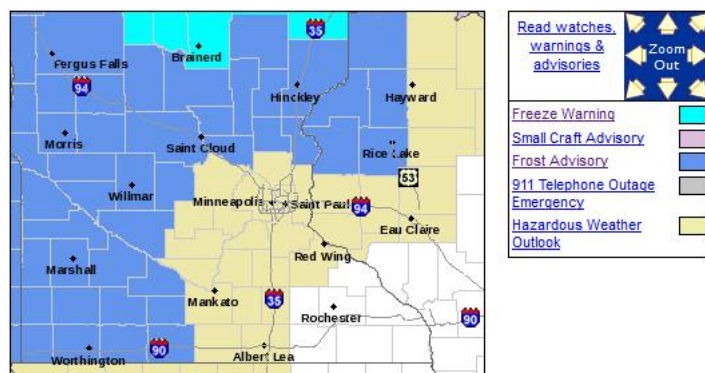 35
Fergus Falls
Brainerd
94
Hinckley
Hayward
Morris
Saint Cloud
Rice Lake
53
Willmar
Minneapolis
Saint Paul
94
Eau Claire
Red Wing
Marshall
Mankato
35
Rochester
90
Worthington
90
Albert Lea
Read watches,
warnings &
advisories
Zoom
Out
Freeze Warning
Small Craft Advisory
Frost Advisory
911 Telephone Outage
Emergency
Hazardous Weather
Outlook